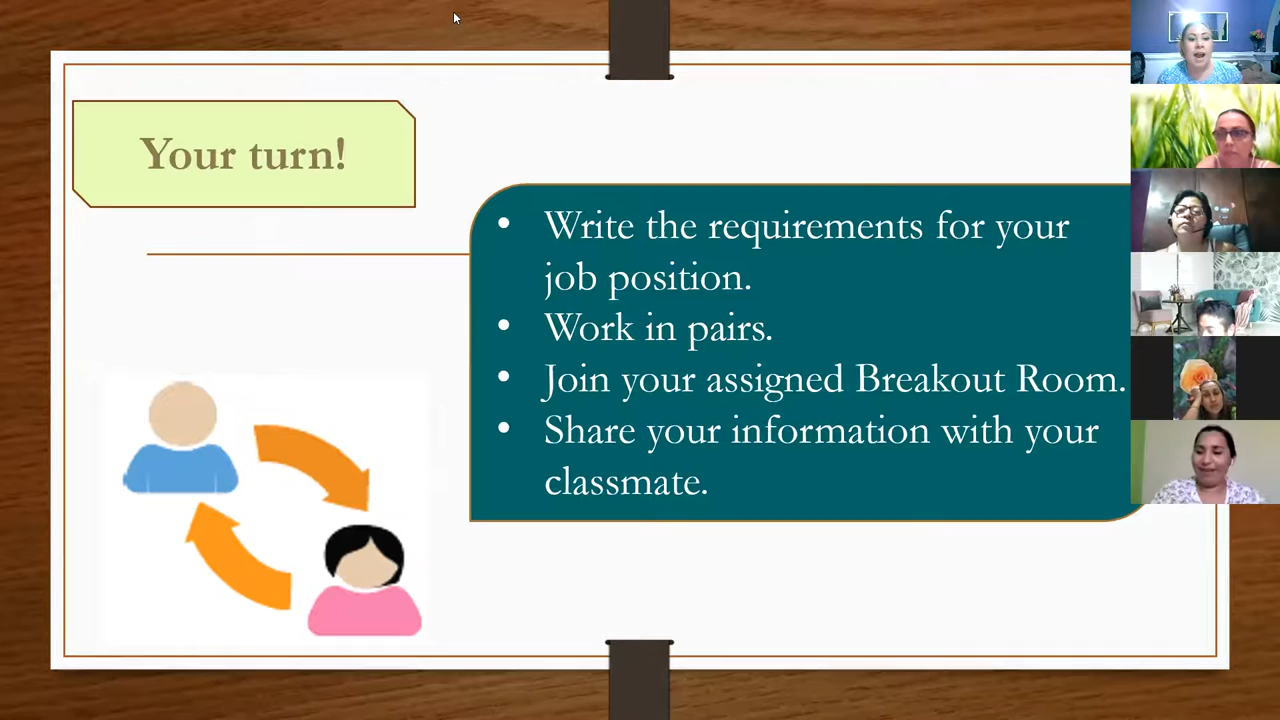 Your turn!
• Write the requirements for your
job position.
• Work in pairs.
• Join your assigned Breakout Room.
• Share your information with your
classmate.